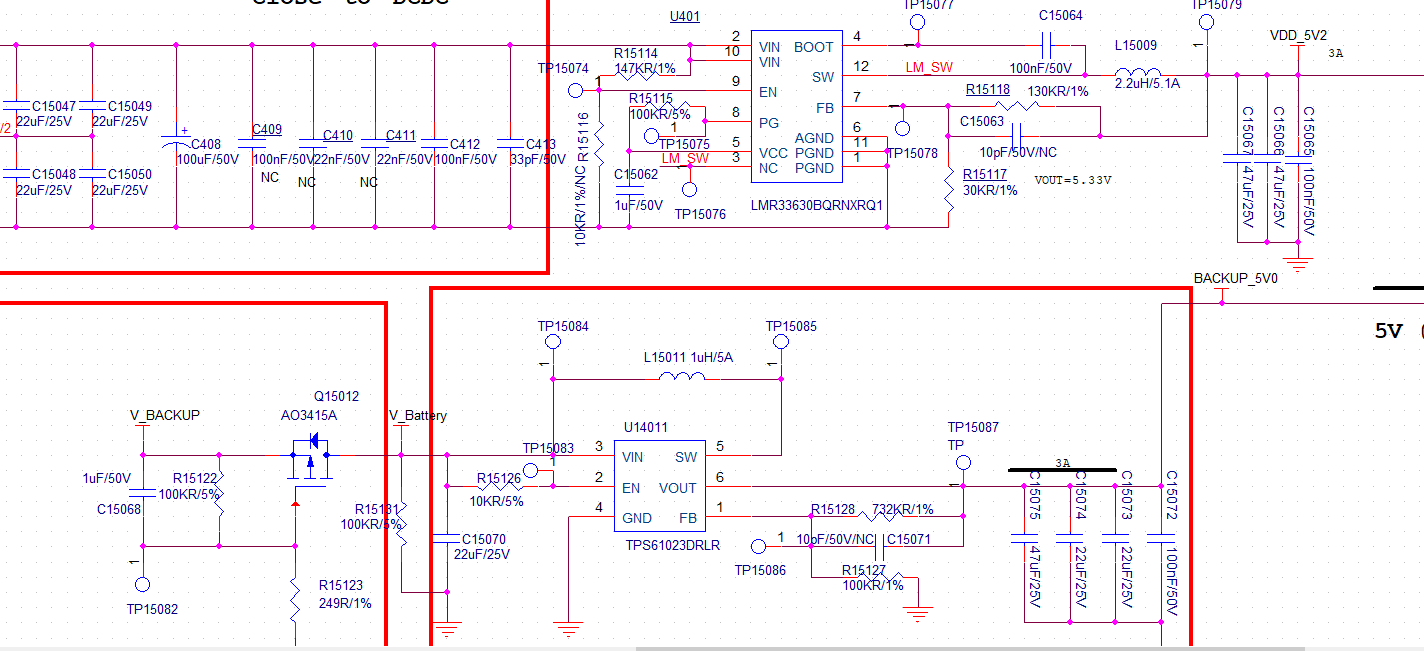 Close to DCDC
/2
C15047
22uF/25V
C15049
22uF/25V
C15048
22uF/25V
C15050
22uF/25V
+
C408
100uF/50V
C409
100nF/50V
NC
C410
22nF/50V
NC
C411
22nF/50V
NC
C412
100nF/50V
C413
33pF/50V
TP15074
1
R15114
147KR/1%
R15115
100KR/5%
1
TP15075
LM_SW
R15116
10KR/1%/NC
C15062
1uF/50V
TP15076
1
U401
2
10
9
8
5
3
VIN
VIN
EN
PG
VCC
NC
BOOT
SW
FB
AGND
PGND
PGND
4
12
7
6
11
1
LMR33630BQRNXRQ1
TP15077
1
LM_SW
C15064
100nF/50V
L15009
2.2uH/5.1A
TP15079
1
VDD_5V2
3A
R15118
130KR/1%
C15063
10pF/50V/NC
TP15078
1
R15117
30KR/1%
VOUT=5.33V
C15067
47uF/25V
C15066
47uF/25V
C15065
100nF/50V
BACKUP_5V0
5V (
V_BACKUP
1uF/50V
C15068
R15122
100KR/5%
1
TP15082
Q15012
AO3415A
R15123
249R/1%
V_Battery
R15131
100KR/5%
C15070
22uF/25V
TP15084
1
L15011 1uH/5A
TP15085
1
TP15083
1
R15126
10KR/5%
U14011
3
2
4
VIN
EN
GND
SW
VOUT
FB
5
6
1
TPS61023DRLR
TP15087
TP
1
R15128
732KR/1%
10pF/50V/NC
C15071
TP15086
1
R15127
100KR/1%
3A
C15075
47uF/25V
C15074
22uF/25V
C15073
22uF/25V
C15072
100nF/50V